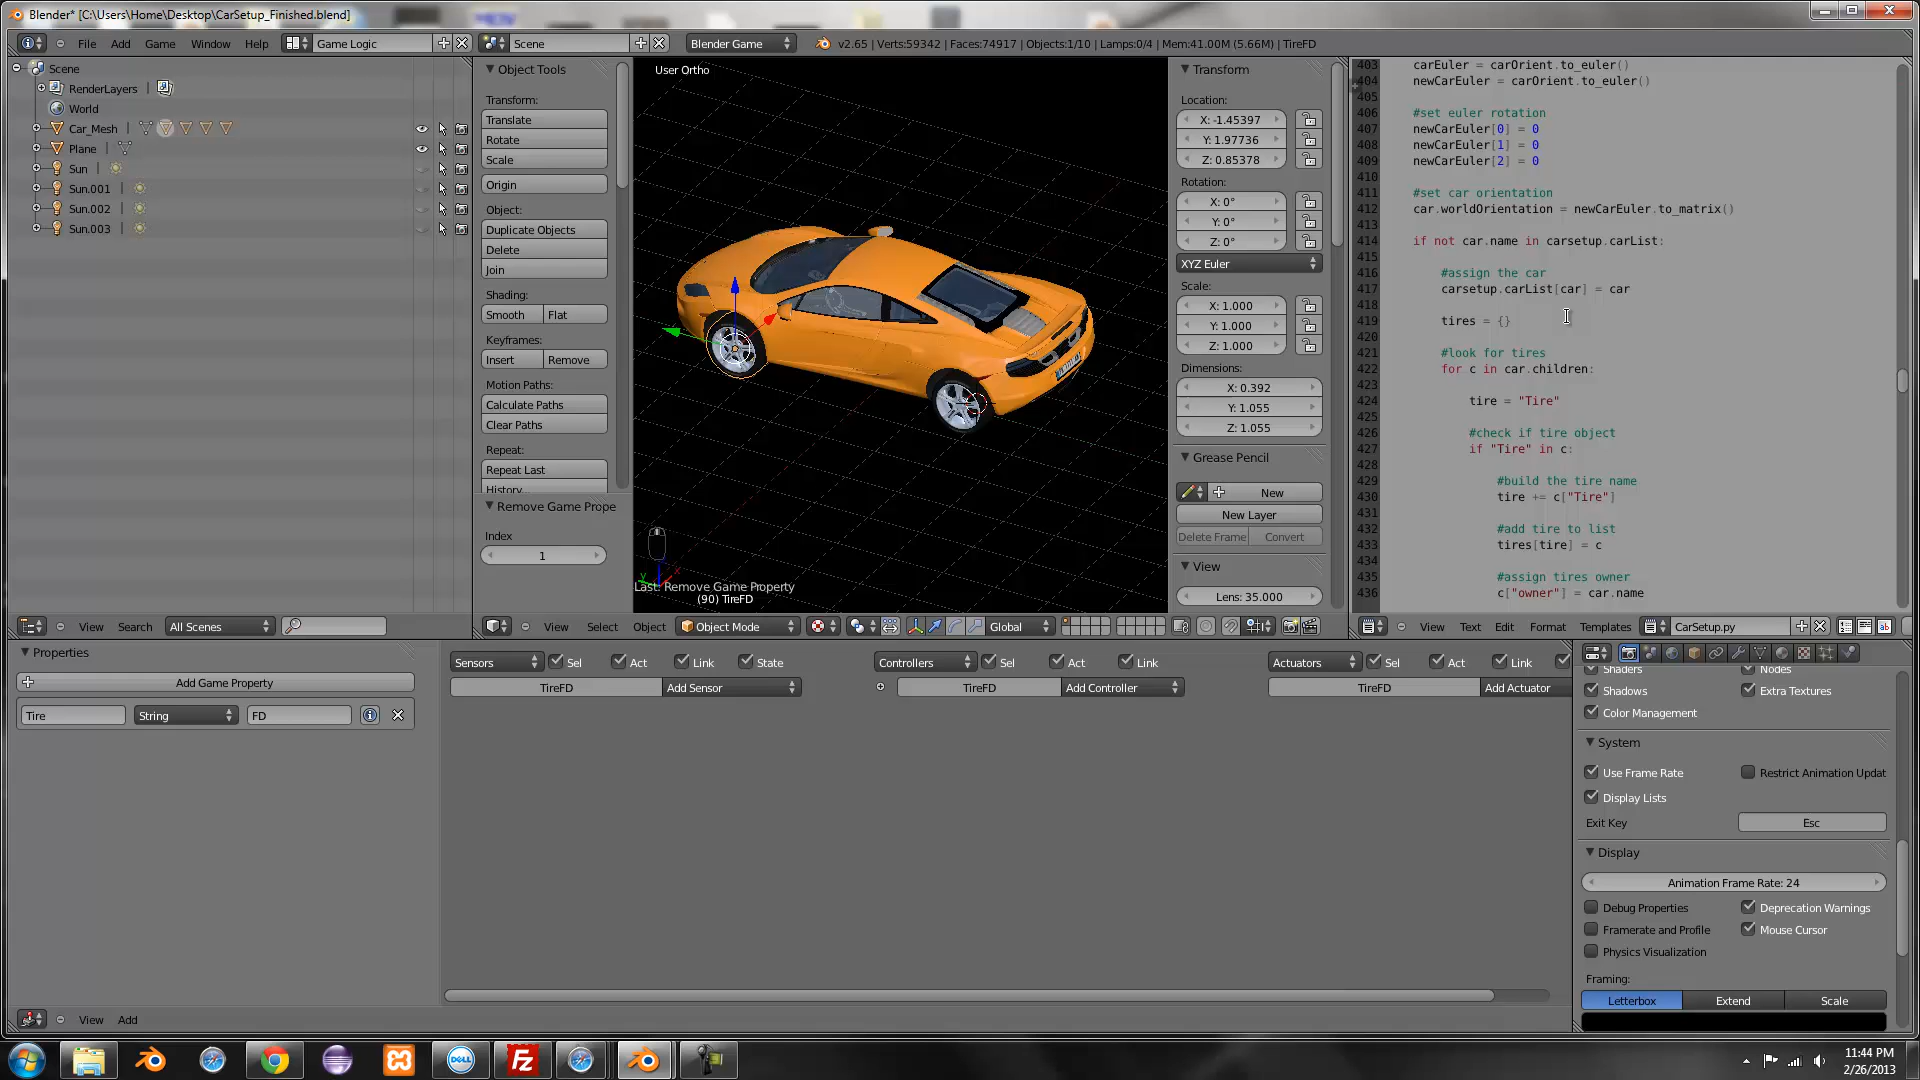 Blender* [C:\Users\Home\Desktop\CarSetup_Finished.blend]
File Add Game Window Help Game Logic Scene Blender Game v2.65 | Verts:59342 | Faces:74917 | Objects:1/10 | Lamps:0/4 | Mem:41.00M (5.66M) | TireFD
Scene
RenderLayers
World
Car_Mesh
Plane
Sun
Sun.001
Sun.002
Sun.003
View Search All Scenes
Object Tools
Transform:
Translate
Rotate
Scale
Origin
Object:
Duplicate Objects
Delete
Join
Shading:
Smooth Flat
Keyframes:
Insert Remove
Motion Paths:
Calculate Paths
Clear Paths
Repeat:
Repeat Last
History...
Remove Game Prope
Index
1
User Ortho
Last: Remove Game Property
(90) TireFD
View Select Object Object Mode Global
Transform
Location:
X: -1.45397
Y: 1.97736
Z: 0.85378
Rotation:
X: 0°
Y: 0°
Z: 0°
XYZ Euler
Scale:
X: 1.000
Y: 1.000
Z: 1.000
Dimensions:
X: 0.392
Y: 1.055
Z: 1.055
Grease Pencil
New
New Layer
Delete Frame Convert
View
Lens: 35.000
403 carEuler = carOrient.to_euler()
404 newCarEuler = carOrient.to_euler()
405
406 #set euler rotation
407 newCarEuler[0] = 0
408 newCarEuler[1] = 0
409 newCarEuler[2] = 0
410
411 #set car orientation
412 car.worldOrientation = newCarEuler.to_matrix()
413
414 if not car.name in carsetup.carList:
415
416 #assign the car
417 carsetup.carList[car] = car
418
419 tires = {}
420
421 #look for tires
422 for c in car.children:
423
424 tire = "Tire"
425
426 #check if tire object
427 if "Tire" in c:
428
429 #build the tire name
430 tire += c["Tire"]
431
432 #add tire to list
433 tires[tire] = c
434
435 #assign tires owner
436 c["owner"] = car.name
View Text Edit Format Templates CarSetup.py
Properties
Add Game Property
Tire String FD
Sensors Sel Act Link State
TireFD Add Sensor
Controllers Sel Act Link
TireFD Add Controller
Actuators Sel Act Link
TireFD Add Actuator
View Add
Shaders Nodes
Shadows Extra Textures
Color Management
System
Use Frame Rate Restrict Animation Updat
Display Lists
Exit Key Esc
Display
Animation Frame Rate: 24
Debug Properties Deprecation Warnings
Framerate and Profile Mouse Cursor
Physics Visualization
Framing:
Letterbox Extend Scale
DELL
Fz
11:44 PM
2/26/2013